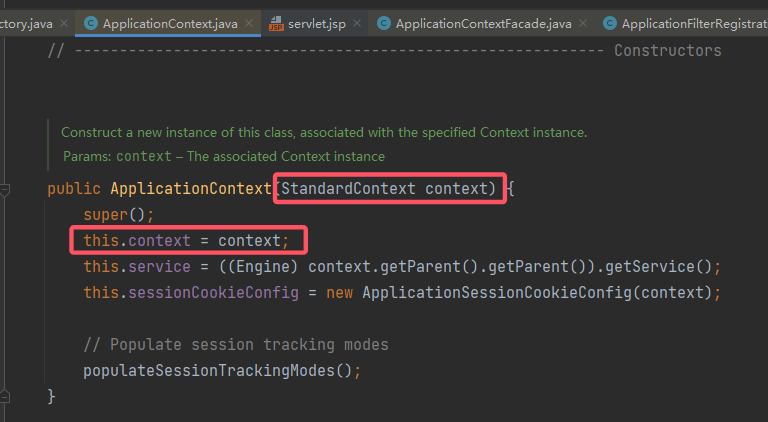 ctory.java × ApplicationContext.java × servlet.jsp × ApplicationContextFacade.java × ApplicationFilterRegistrat
// ------------------------------------------------------------ Constructors
Construct a new instance of this class, associated with the specified Context instance.
Params: context – The associated Context instance
public ApplicationContext(StandardContext context) {
super();
this.context = context;
this.service = ((Engine) context.getParent().getParent()).getService();
this.sessionCookieConfig = new ApplicationSessionCookieConfig(context);
// Populate session tracking modes
populateSessionTrackingModes();
}